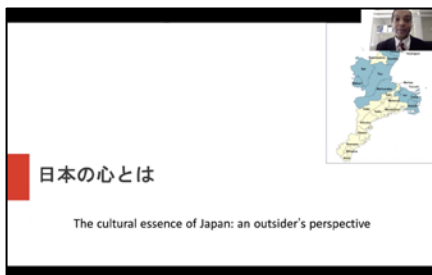 日本の心とは
The cultural essence of Japan: an outsider's perspective